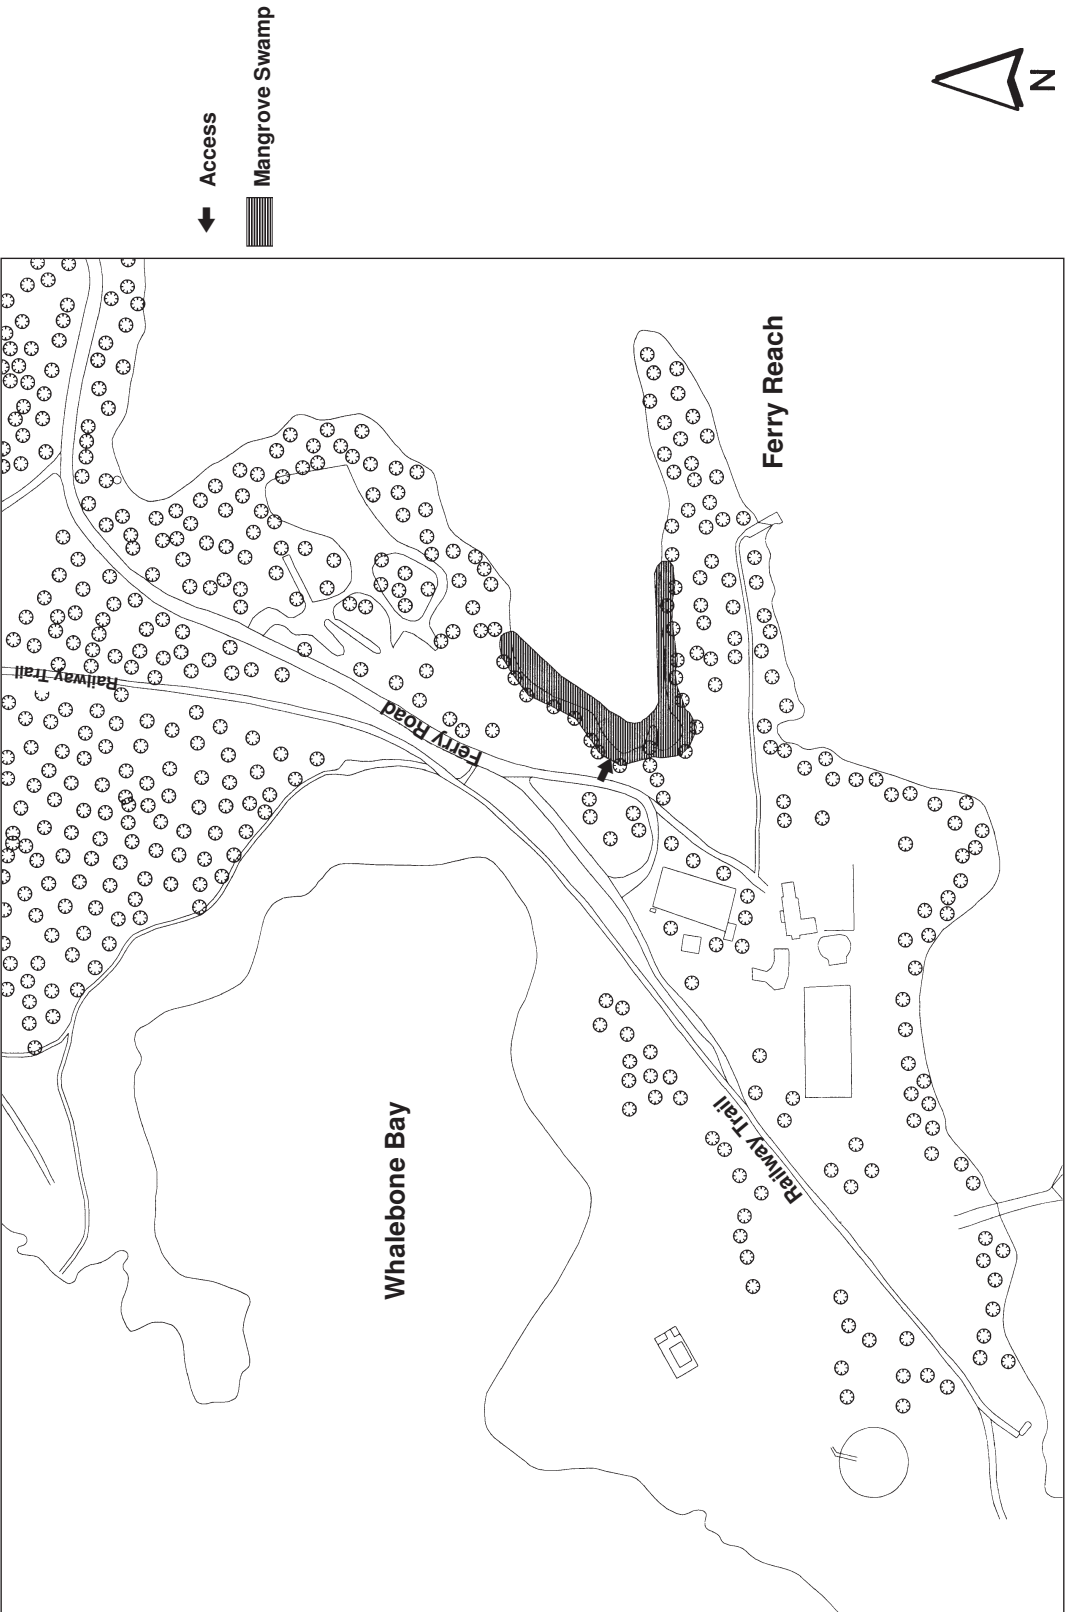 Access
Mangrove Swamp
N
Ferry Reach
Railway Trail
Ferry Road
Whalebone Bay
Railway Trail